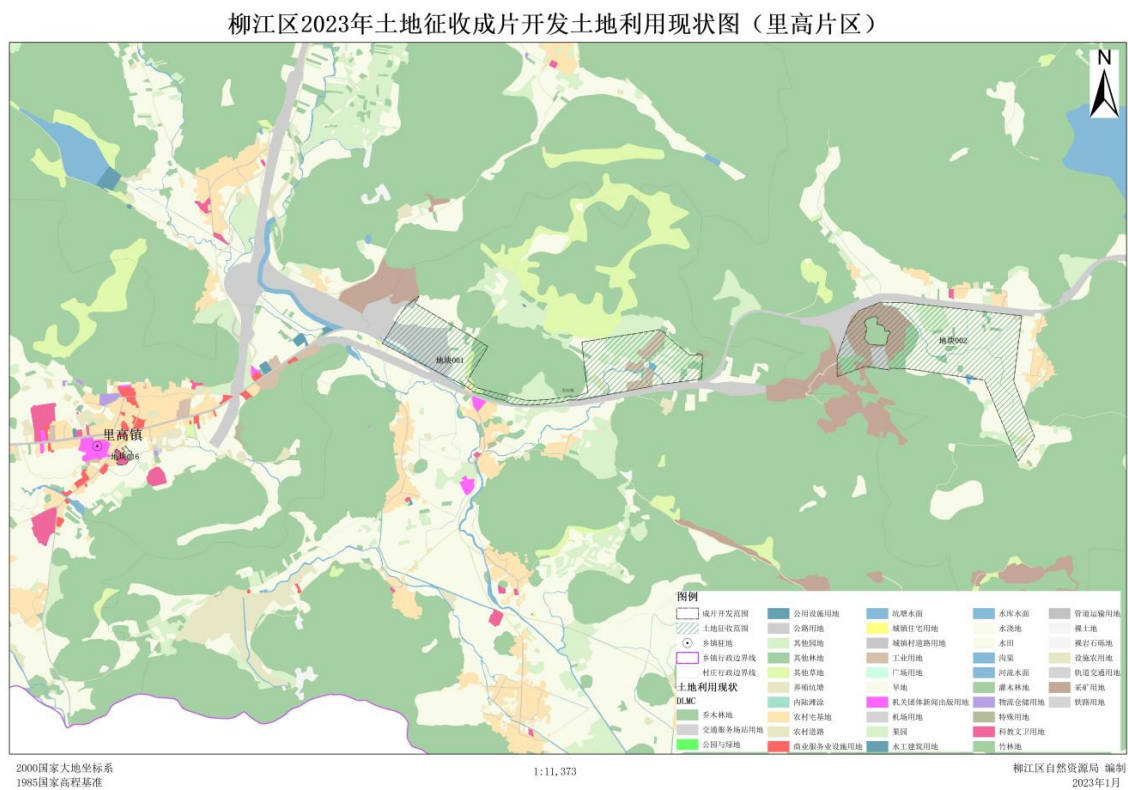 柳江区2023年土地征收成片开发土地利用现状图（里高片区）
N
地块001
地块002
里高镇
地块016
图例
成片开发范围
土地征收范围
乡镇驻地
乡镇行政边界线
村庄行政边界线
土地利用现状
DLMC
乔木林地
交通服务场站用地
公园与绿地
公用设施用地
公路用地
其他园地
其他林地
其他草地
养殖坑塘
内陆滩涂
农村宅基地
农村道路
商业服务业设施用地
坑塘水面
城镇住宅用地
城镇村道路用地
工业用地
广场用地
旱地
机关团体新闻出版用地
机场用地
果园
水工建筑用地
水库水面
水浇地
水田
沟渠
河流水面
灌木林地
物流仓储用地
特殊用地
科教文卫用地
竹林地
管道运输用地
裸土地
裸岩石砾地
设施农用地
轨道交通用地
采矿用地
铁路用地
2000国家大地坐标系
1985国家高程基准
1:11,373
柳江区自然资源局 编制
2023年1月